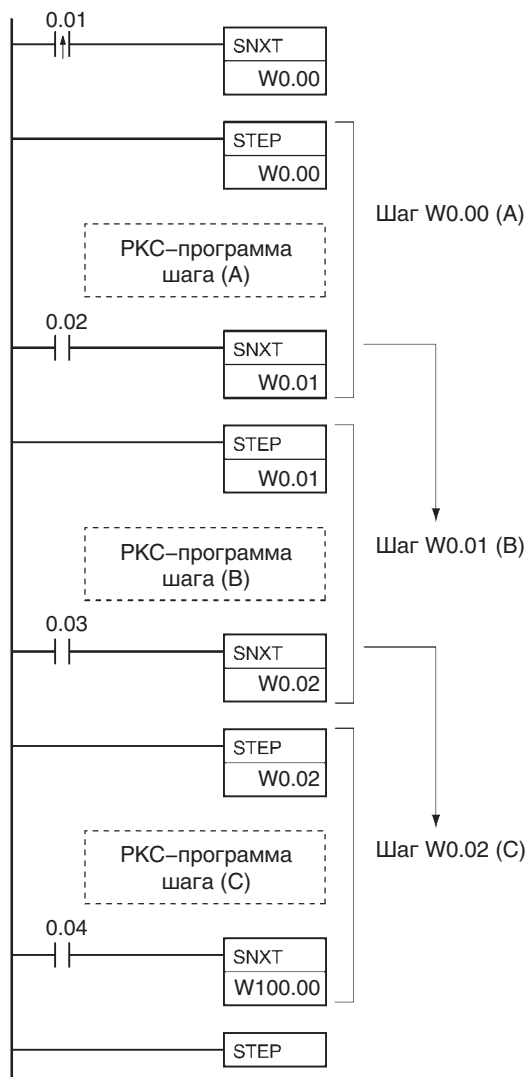 0.01
SNXT
W0.00
STEP
W0.00
Шаг W0.00 (A)
РКС–программа
шага (A)
0.02
SNXT
W0.01
STEP
W0.01
РКС–программа
шага (B)
Шаг W0.01 (B)
0.03
SNXT
W0.02
STEP
W0.02
РКС–программа
шага (C)
Шаг W0.02 (C)
0.04
SNXT
W100.00
STEP